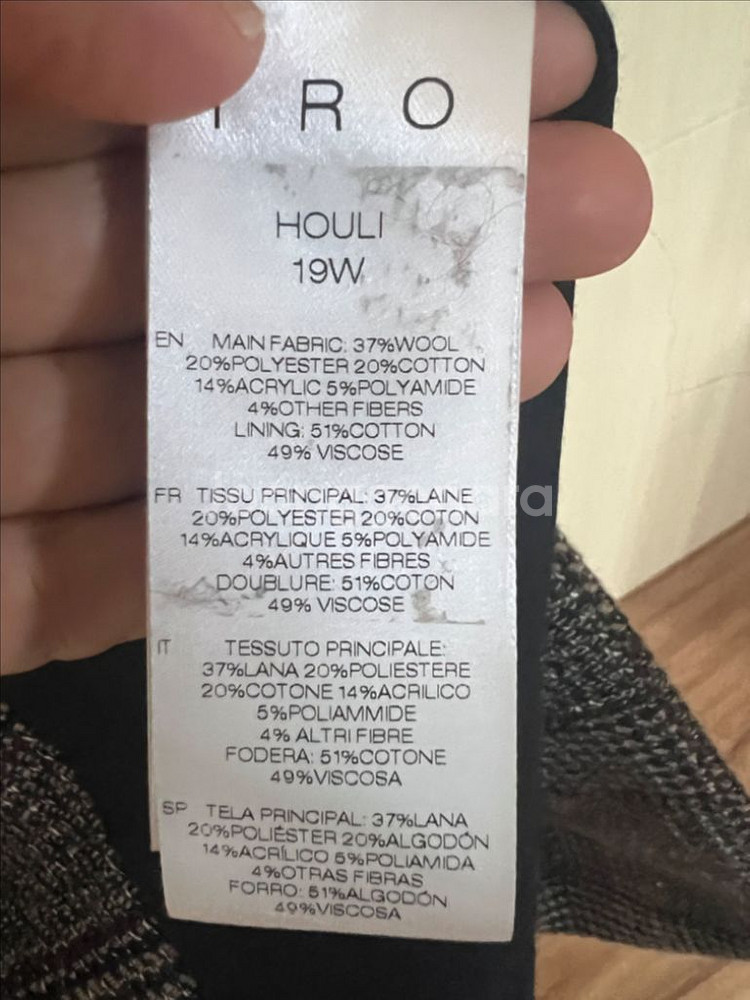 I R O
HOULI
19W
EN MAIN FABRIC: 37%WOOL
20%POLYESTER 20%COTTON
14%ACRYLIC 5%POLYAMIDE
4%OTHER FIBERS
LINING: 51%COTTON
49% VISCOSE
FR TISSU PRINCIPAL: 37%LAINE
20%POLYESTER 20%COTON
14%ACRYLIQUE 5%POLYAMIDE
4%AUTRES FIBRES
DOUBLURE: 51%COTON
49% VISCOSE
IT TESSUTO PRINCIPALE:
37%LANA 20%POLIESTERE
20%COTONE 14%ACRILICO
5%POLIAMMIDE
4% ALTRI FIBRE
FODERA: 51%COTONE
49%VISCOSA
SP TELA PRINCIPAL: 37%LANA
20%POLIÉSTER 20%ALGODÓN
14%ACRÍLICO 5%POLIAMIDA
4%OTRAS FIBRAS
FORRO: 51%ALGODÓN
49%VISCOSA